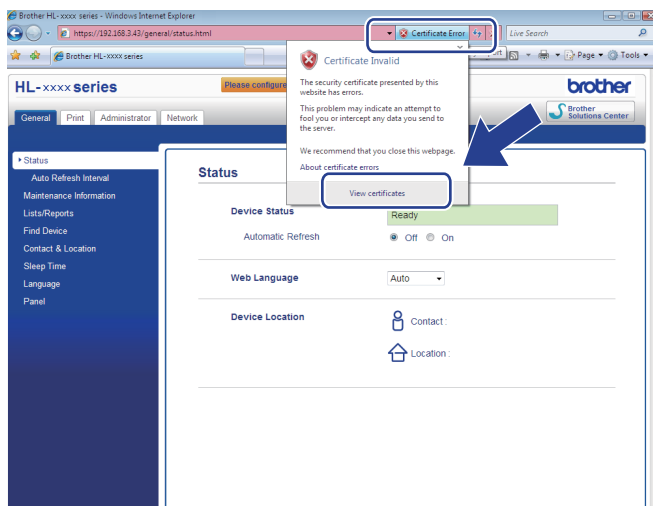 Brother HL-xxxx series - Windows Internet Explorer
https://192.168.3.43/general/status.html
Certificate Error
Live Search
Brother HL-xxxx series
Page
Tools
Certificate Invalid
The security certificate presented by this
website has errors.
This problem may indicate an attempt to
fool you or intercept any data you send to
the server.
We recommend that you close this webpage.
About certificate errors
View certificates
HL-xxxx series
Please configure
brother
General
Print
Administrator
Network
Brother
Solutions Center
Status
Auto Refresh Interval
Maintenance Information
Lists/Reports
Find Device
Contact & Location
Sleep Time
Language
Panel
Status
Device Status
Ready
Automatic Refresh
Off
On
Web Language
Auto
Device Location
Contact :
Location :